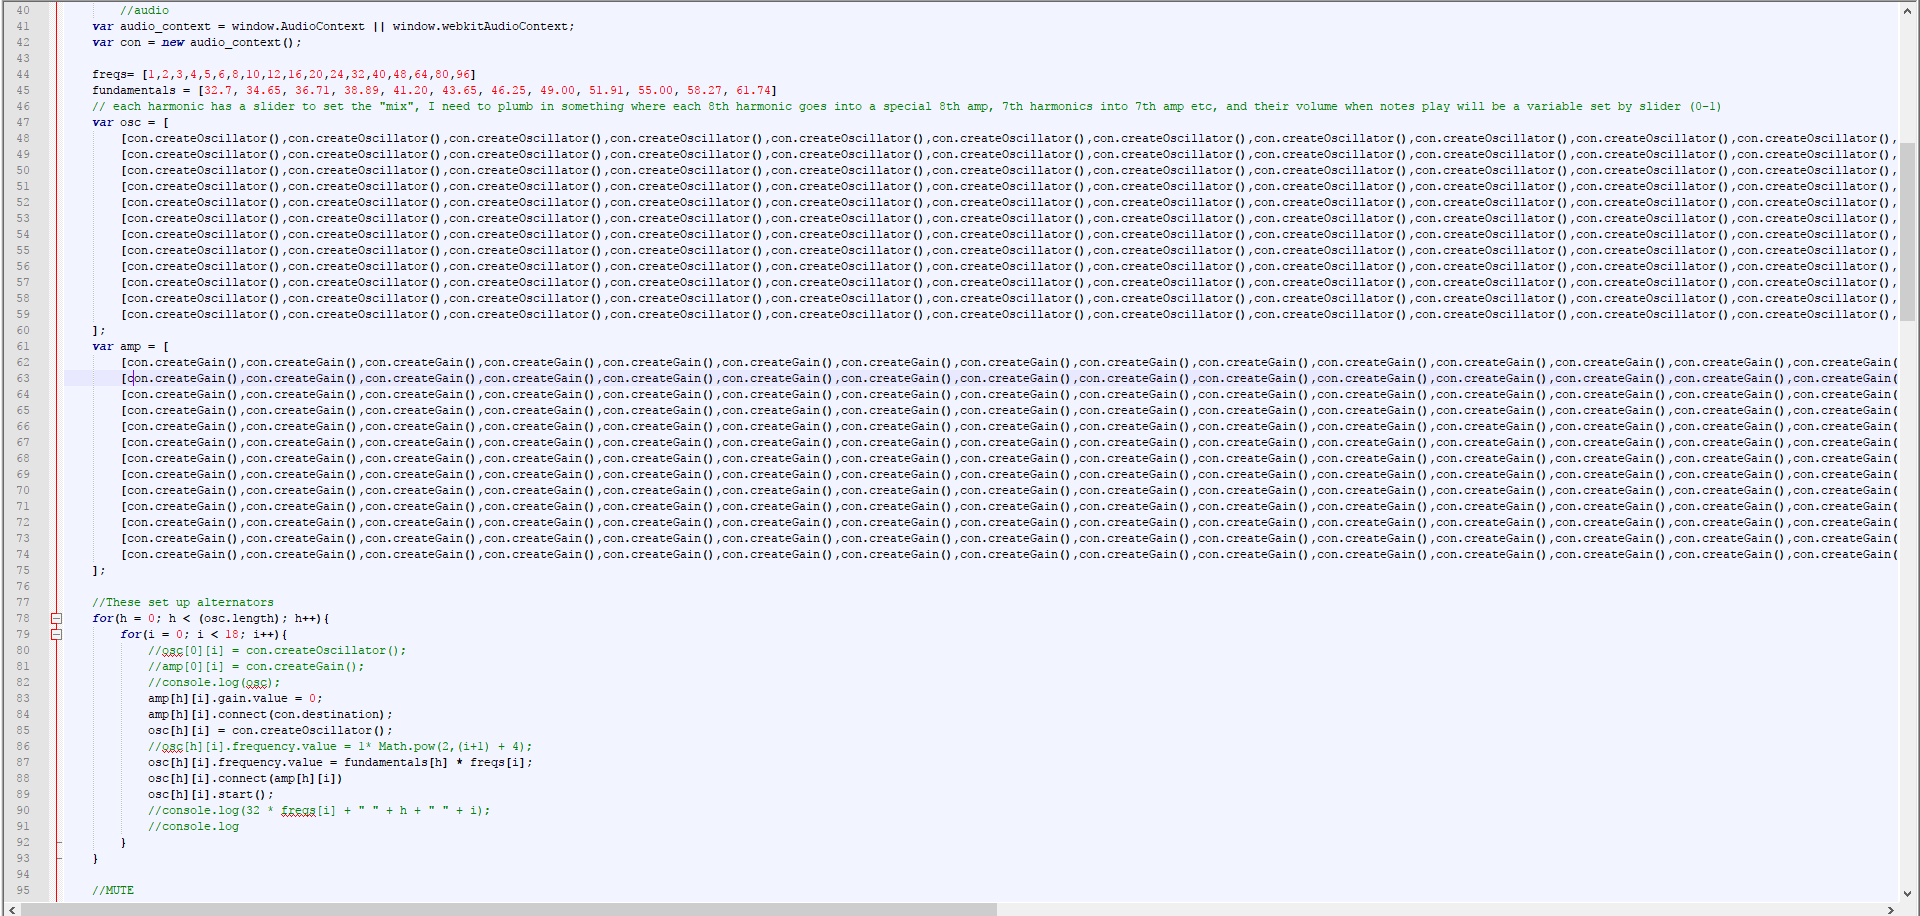 40 //audio
41 var audio_context = window.AudioContext || window.webkitAudioContext;
42 var con = new audio_context();
43
44 freqs= [1,2,3,4,5,6,8,10,12,16,20,24,32,40,48,64,80,96]
45 fundamentals = [32.7, 34.65, 36.71, 38.89, 41.20, 43.65, 46.25, 49.00, 51.91, 55.00, 58.27, 61.74]
46 // each harmonic has a slider to set the "mix", I need to plumb in something where each 8th harmonic goes into a special 8th amp, 7th harmonics into 7th amp etc, and their volume when notes play will be a variable set by slider (0-1)
47 var osc = [
48 [con.createOscillator(),con.createOscillator(),con.createOscillator(),con.createOscillator(),con.createOscillator(),con.createOscillator(),con.createOscillator(),con.createOscillator(),con.createOscillator(),con.createOscillator(),con.createOscillator(),
49 [con.createOscillator(),con.createOscillator(),con.createOscillator(),con.createOscillator(),con.createOscillator(),con.createOscillator(),con.createOscillator(),con.createOscillator(),con.createOscillator(),con.createOscillator(),con.createOscillator(),
50 [con.createOscillator(),con.createOscillator(),con.createOscillator(),con.createOscillator(),con.createOscillator(),con.createOscillator(),con.createOscillator(),con.createOscillator(),con.createOscillator(),con.createOscillator(),con.createOscillator(),
51 [con.createOscillator(),con.createOscillator(),con.createOscillator(),con.createOscillator(),con.createOscillator(),con.createOscillator(),con.createOscillator(),con.createOscillator(),con.createOscillator(),con.createOscillator(),con.createOscillator(),
52 [con.createOscillator(),con.createOscillator(),con.createOscillator(),con.createOscillator(),con.createOscillator(),con.createOscillator(),con.createOscillator(),con.createOscillator(),con.createOscillator(),con.createOscillator(),con.createOscillator(),
53 [con.createOscillator(),con.createOscillator(),con.createOscillator(),con.createOscillator(),con.createOscillator(),con.createOscillator(),con.createOscillator(),con.createOscillator(),con.createOscillator(),con.createOscillator(),con.createOscillator(),
54 [con.createOscillator(),con.createOscillator(),con.createOscillator(),con.createOscillator(),con.createOscillator(),con.createOscillator(),con.createOscillator(),con.createOscillator(),con.createOscillator(),con.createOscillator(),con.createOscillator(),
55 [con.createOscillator(),con.createOscillator(),con.createOscillator(),con.createOscillator(),con.createOscillator(),con.createOscillator(),con.createOscillator(),con.createOscillator(),con.createOscillator(),con.createOscillator(),con.createOscillator(),
56 [con.createOscillator(),con.createOscillator(),con.createOscillator(),con.createOscillator(),con.createOscillator(),con.createOscillator(),con.createOscillator(),con.createOscillator(),con.createOscillator(),con.createOscillator(),con.createOscillator(),
57 [con.createOscillator(),con.createOscillator(),con.createOscillator(),con.createOscillator(),con.createOscillator(),con.createOscillator(),con.createOscillator(),con.createOscillator(),con.createOscillator(),con.createOscillator(),con.createOscillator(),
58 [con.createOscillator(),con.createOscillator(),con.createOscillator(),con.createOscillator(),con.createOscillator(),con.createOscillator(),con.createOscillator(),con.createOscillator(),con.createOscillator(),con.createOscillator(),con.createOscillator(),
59 [con.createOscillator(),con.createOscillator(),con.createOscillator(),con.createOscillator(),con.createOscillator(),con.createOscillator(),con.createOscillator(),con.createOscillator(),con.createOscillator(),con.createOscillator(),con.createOscillator(),
60 ];
61 var amp = [
62 [con.createGain(),con.createGain(),con.createGain(),con.createGain(),con.createGain(),con.createGain(),con.createGain(),con.createGain(),con.createGain(),con.createGain(),con.createGain(),con.createGain(),con.createGain(),con.createGain(),con.createGain(
63 [con.createGain(),con.createGain(),con.createGain(),con.createGain(),con.createGain(),con.createGain(),con.createGain(),con.createGain(),con.createGain(),con.createGain(),con.createGain(),con.createGain(),con.createGain(),con.createGain(),con.createGain(
64 [con.createGain(),con.createGain(),con.createGain(),con.createGain(),con.createGain(),con.createGain(),con.createGain(),con.createGain(),con.createGain(),con.createGain(),con.createGain(),con.createGain(),con.createGain(),con.createGain(),con.createGain(
65 [con.createGain(),con.createGain(),con.createGain(),con.createGain(),con.createGain(),con.createGain(),con.createGain(),con.createGain(),con.createGain(),con.createGain(),con.createGain(),con.createGain(),con.createGain(),con.createGain(),con.createGain(
66 [con.createGain(),con.createGain(),con.createGain(),con.createGain(),con.createGain(),con.createGain(),con.createGain(),con.createGain(),con.createGain(),con.createGain(),con.createGain(),con.createGain(),con.createGain(),con.createGain(),con.createGain(
67 [con.createGain(),con.createGain(),con.createGain(),con.createGain(),con.createGain(),con.createGain(),con.createGain(),con.createGain(),con.createGain(),con.createGain(),con.createGain(),con.createGain(),con.createGain(),con.createGain(),con.createGain(
68 [con.createGain(),con.createGain(),con.createGain(),con.createGain(),con.createGain(),con.createGain(),con.createGain(),con.createGain(),con.createGain(),con.createGain(),con.createGain(),con.createGain(),con.createGain(),con.createGain(),con.createGain(
69 [con.createGain(),con.createGain(),con.createGain(),con.createGain(),con.createGain(),con.createGain(),con.createGain(),con.createGain(),con.createGain(),con.createGain(),con.createGain(),con.createGain(),con.createGain(),con.createGain(),con.createGain(
70 [con.createGain(),con.createGain(),con.createGain(),con.createGain(),con.createGain(),con.createGain(),con.createGain(),con.createGain(),con.createGain(),con.createGain(),con.createGain(),con.createGain(),con.createGain(),con.createGain(),con.createGain(
71 [con.createGain(),con.createGain(),con.createGain(),con.createGain(),con.createGain(),con.createGain(),con.createGain(),con.createGain(),con.createGain(),con.createGain(),con.createGain(),con.createGain(),con.createGain(),con.createGain(),con.createGain(
72 [con.createGain(),con.createGain(),con.createGain(),con.createGain(),con.createGain(),con.createGain(),con.createGain(),con.createGain(),con.createGain(),con.createGain(),con.createGain(),con.createGain(),con.createGain(),con.createGain(),con.createGain(
73 [con.createGain(),con.createGain(),con.createGain(),con.createGain(),con.createGain(),con.createGain(),con.createGain(),con.createGain(),con.createGain(),con.createGain(),con.createGain(),con.createGain(),con.createGain(),con.createGain(),con.createGain(
74 [con.createGain(),con.createGain(),con.createGain(),con.createGain(),con.createGain(),con.createGain(),con.createGain(),con.createGain(),con.createGain(),con.createGain(),con.createGain(),con.createGain(),con.createGain(),con.createGain(),con.createGain(
75 ];
76
77 //These set up alternators
78 for(h = 0; h < (osc.length); h++){
79 for(i = 0; i < 18; i++){
80 //osc[0][i] = con.createOscillator();
81 //amp[0][i] = con.createGain();
82 //console.log(osc);
83 amp[h][i].gain.value = 0;
84 amp[h][i].connect(con.destination);
85 osc[h][i] = con.createOscillator();
86 //osc[h][i].frequency.value = 1* Math.pow(2,(i+1) + 4);
87 osc[h][i].frequency.value = fundamentals[h] * freqs[i];
88 osc[h][i].connect(amp[h][i])
89 osc[h][i].start();
90 //console.log(32 * freqs[i] + " " + h + " " + i);
91 //console.log
92 }
93 }
94
95 //MUTE